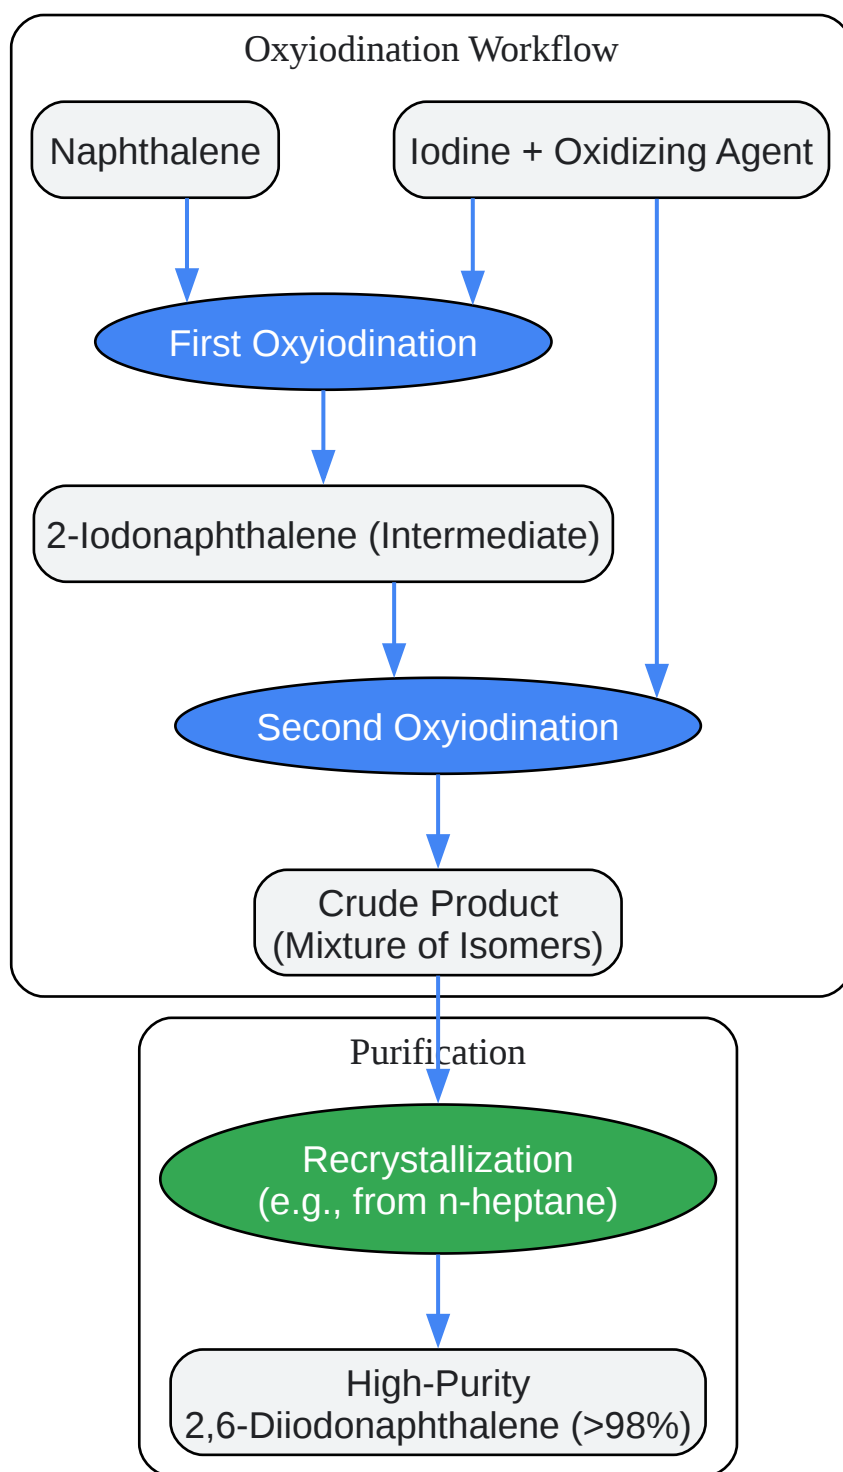 Oxyiodination Workflow
Naphthalene
Iodine + Oxidizing Agent
First Oxyiodination
2-Iodonaphthalene (Intermediate)
Second Oxyiodination
Crude Product
(Mixture of Isomers)
Purification
Recrystallization
(e.g., from n-heptane)
High-Purity
2,6-Diiodonaphthalene (>98%)